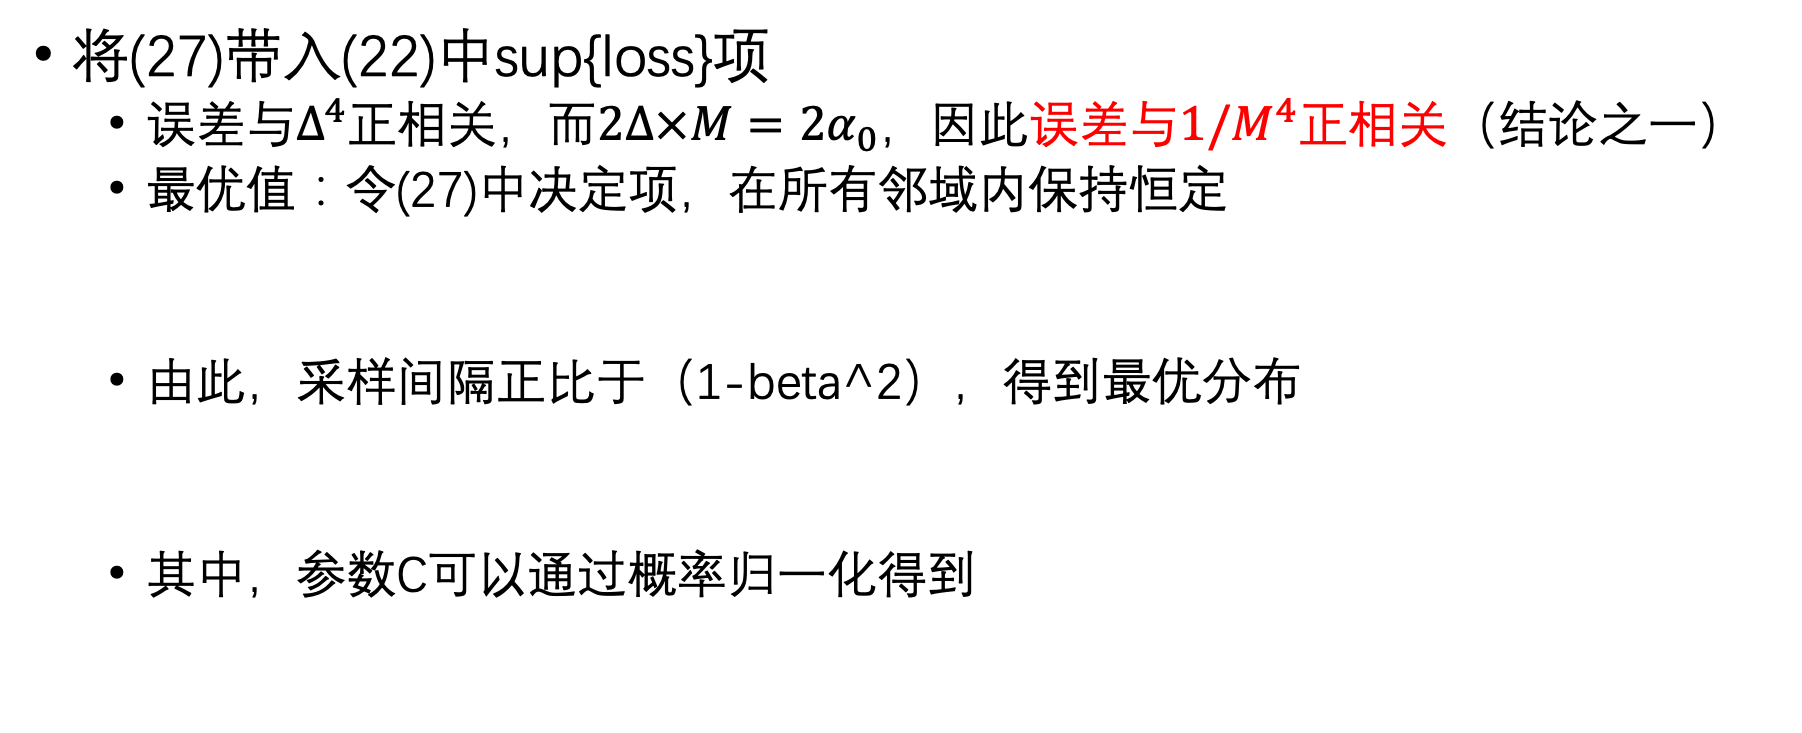 • 将(27)带入(22)中sup{loss}项
• 误差与Δ⁴正相关，而2Δ×M = 2α₀，因此误差与1/M⁴正相关（结论之一）
• 最优值：令(27)中决定项，在所有邻域内保持恒定
• 由此，采样间隔正比于（1-beta^2），得到最优分布
• 其中，参数C可以通过概率归一化得到